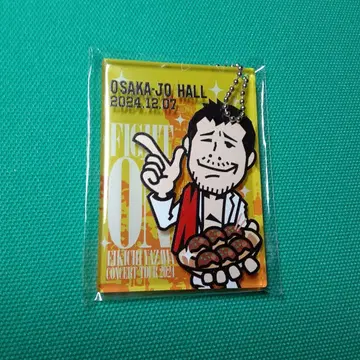 OSAKA-JO HALL
2024.12.07
FIGHT
ON
EIKICHI YAZAWA
CONCERT TOUR 2024